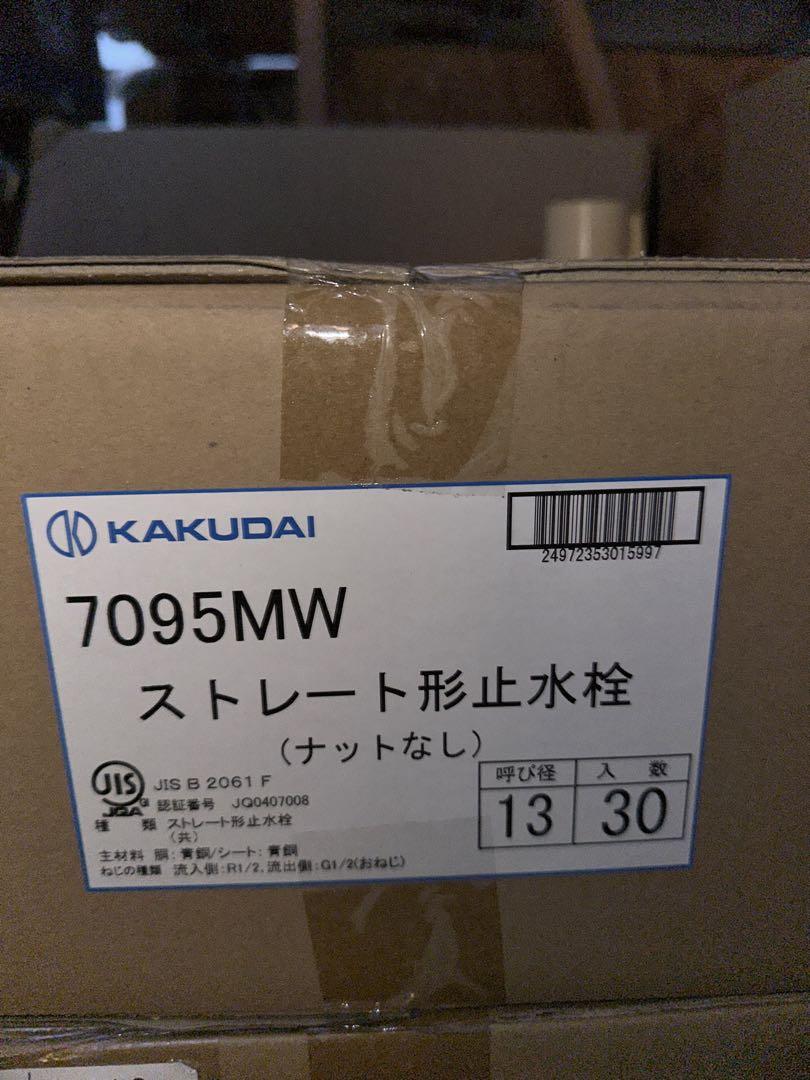 KAKUDAI
24972353015997
7095MW
ストレート形止水栓
(ナットなし)
JIS
JQA
JIS B 2061 F
認証番号 JQ0407008
種 類 ストレート形止水栓
(共)
主材料 胴:青銅/シート:青銅
ねじの種類 流入側:R1/2,流出側:G1/2(おねじ)
呼び径 入 数
13 30